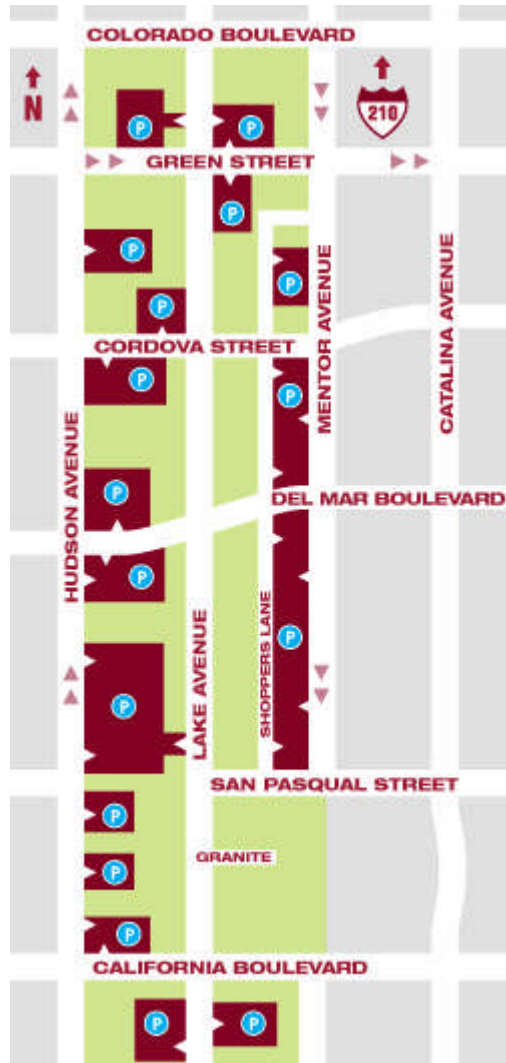 COLORADO BOULEVARD
N
210
P
P
GREEN STREET
P
P
P
P
MENTOR AVENUE
CATALINA AVENUE
CORDOVA STREET
P
P
HUDSON AVENUE
P
DEL MAR BOULEVARD
P
LAKE AVENUE
SHOPPERS LANE
P
P
SAN PASQUAL STREET
P
GRANITE
P
P
CALIFORNIA BOULEVARD
P
P